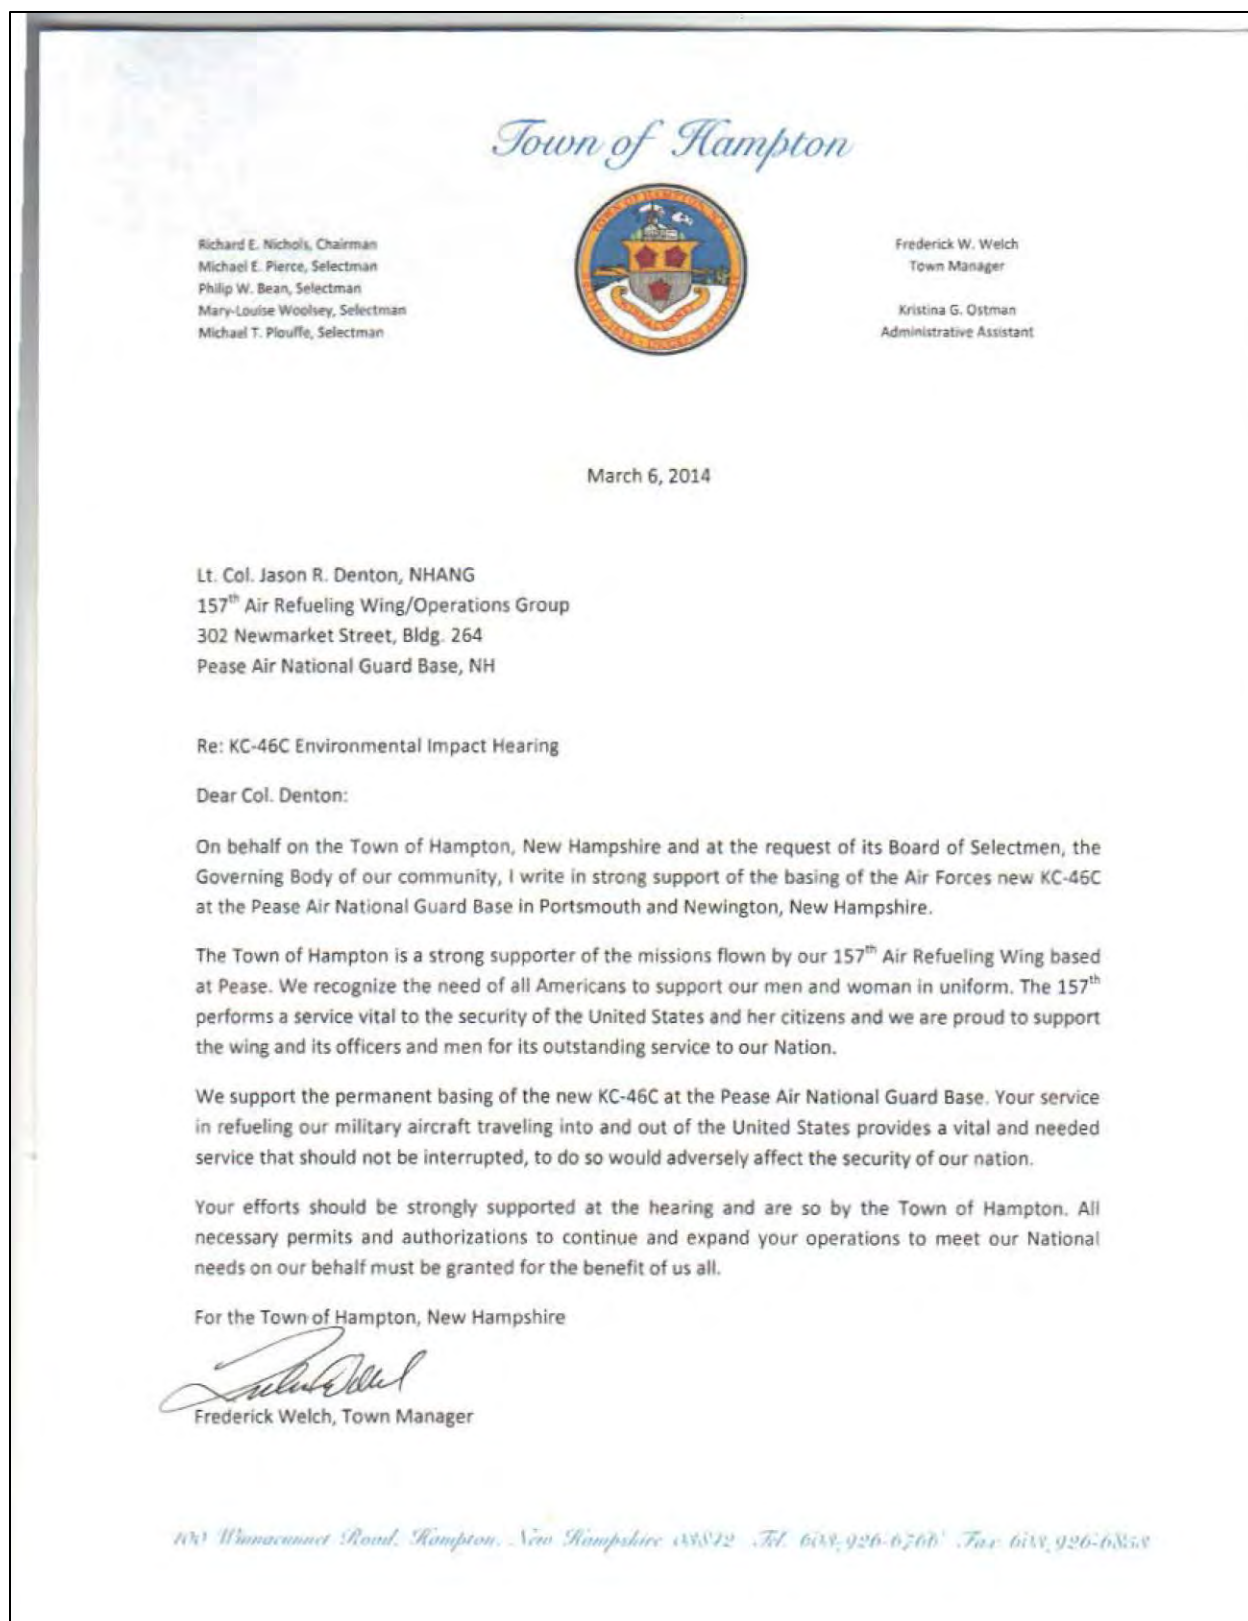 Town of Hampton
TOWN OF HAMPTON, N.H.
Richard E. Nichols, Chairman
Michael E. Pierce, Selectman
Philip W. Bean, Selectman
Mary-Louise Woolsey, Selectman
Michael T. Plouffe, Selectman
Frederick W. Welch
Town Manager
Kristina G. Ostman
Administrative Assistant
March 6, 2014
Lt. Col. Jason R. Denton, NHANG
157th Air Refueling Wing/Operations Group
302 Newmarket Street, Bldg. 264
Pease Air National Guard Base, NH
Re: KC-46C Environmental Impact Hearing
Dear Col. Denton:
On behalf on the Town of Hampton, New Hampshire and at the request of its Board of Selectmen, the
Governing Body of our community, I write in strong support of the basing of the Air Forces new KC-46C
at the Pease Air National Guard Base in Portsmouth and Newington, New Hampshire.
The Town of Hampton is a strong supporter of the missions flown by our 157th Air Refueling Wing based
at Pease. We recognize the need of all Americans to support our men and woman in uniform. The 157th
performs a service vital to the security of the United States and her citizens and we are proud to support
the wing and its officers and men for its outstanding service to our Nation.
We support the permanent basing of the new KC-46C at the Pease Air National Guard Base. Your service
in refueling our military aircraft traveling into and out of the United States provides a vital and needed
service that should not be interrupted, to do so would adversely affect the security of our nation.
Your efforts should be strongly supported at the hearing and are so by the Town of Hampton. All
necessary permits and authorizations to continue and expand your operations to meet our National
needs on our behalf must be granted for the benefit of us all.
For the Town of Hampton, New Hampshire
Frederick Welch, Town Manager
100 Winnacunnet Road, Hampton, New Hampshire 03842 Tel. 603-926-6766 Fax 603-926-6853